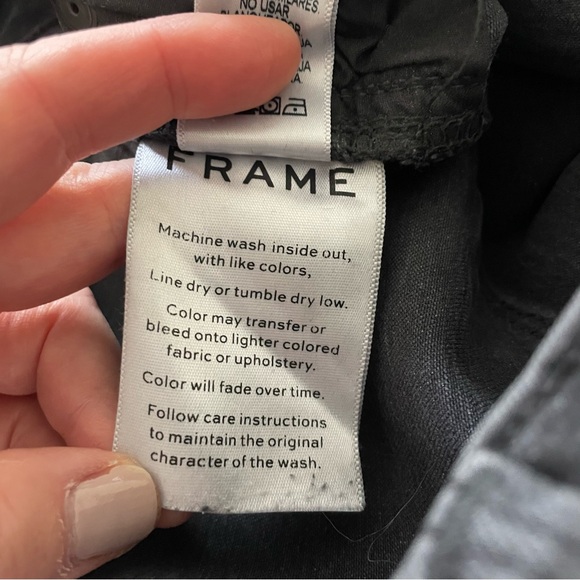 NO USAR
FRAME
Machine wash inside out,
with like colors,
Line dry or tumble dry low.
Color may transfer or
bleed onto lighter colored
fabric or upholstery.
Color will fade over time.
Follow care instructions
to maintain the original
character of the wash.